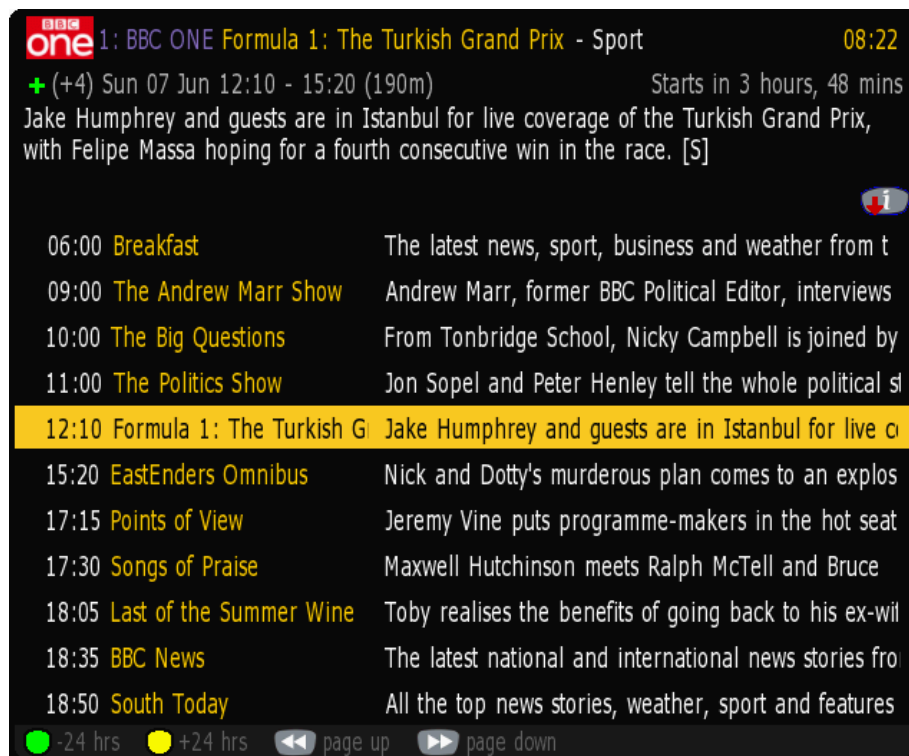 BBC
one 1: BBC ONE Formula 1: The Turkish Grand Prix - Sport 08:22
+ (+4) Sun 07 Jun 12:10 - 15:20 (190m) Starts in 3 hours, 48 mins
Jake Humphrey and guests are in Istanbul for live coverage of the Turkish Grand Prix,
with Felipe Massa hoping for a fourth consecutive win in the race. [S]
i
06:00 Breakfast The latest news, sport, business and weather from t
09:00 The Andrew Marr Show Andrew Marr, former BBC Political Editor, interviews
10:00 The Big Questions From Tonbridge School, Nicky Campbell is joined by
11:00 The Politics Show Jon Sopel and Peter Henley tell the whole political st
12:10 Formula 1: The Turkish G Jake Humphrey and guests are in Istanbul for live co
15:20 EastEnders Omnibus Nick and Dotty's murderous plan comes to an explos
17:15 Points of View Jeremy Vine puts programme-makers in the hot seat
17:30 Songs of Praise Maxwell Hutchinson meets Ralph McTell and Bruce
18:05 Last of the Summer Wine Toby realises the benefits of going back to his ex-wif
18:35 BBC News The latest national and international news stories fro
18:50 South Today All the top news stories, weather, sport and features
-24 hrs +24 hrs page up page down